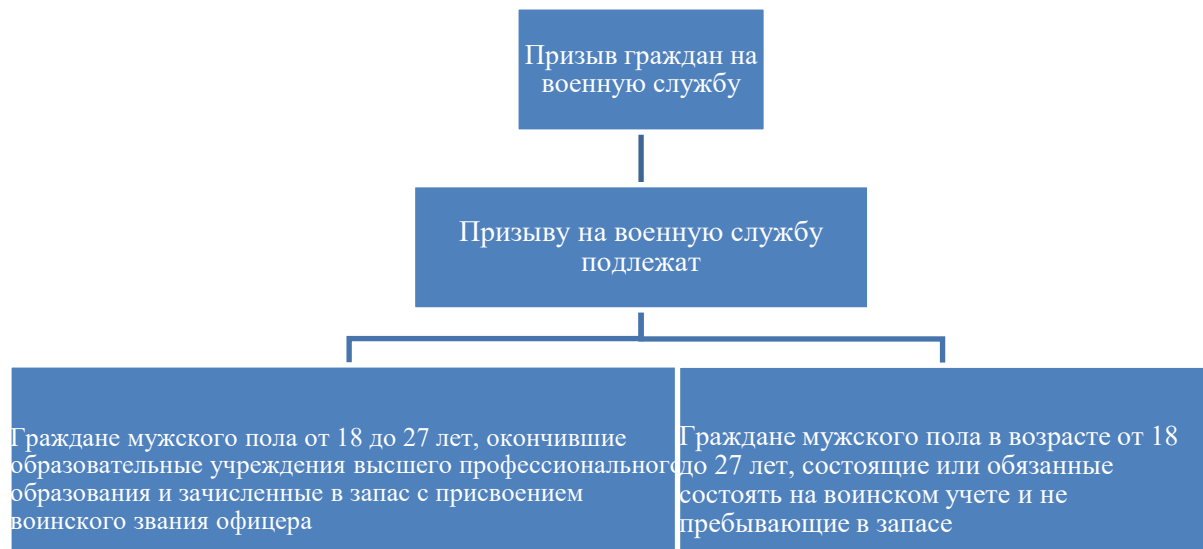 Призыв граждан на
военную службу
Призыву на военную службу
подлежат
Граждане мужского пола от 18 до 27 лет, окончившие
образовательные учреждения высшего профессионального
образования и зачисленные в запас с присвоением
воинского звания офицера
Граждане мужского пола в возрасте от 18
до 27 лет, состоящие или обязанные
состоять на воинском учете и не
пребывающие в запасе